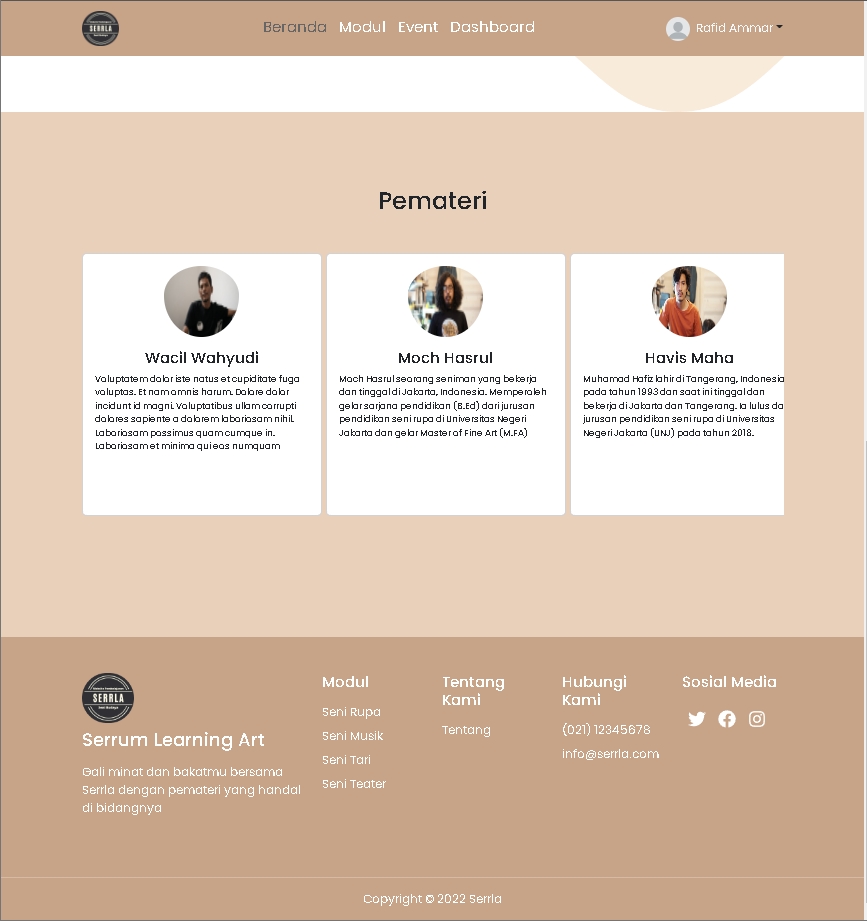 SERRLA
Beranda Modul Event Dashboard
Rafid Ammar
Pemateri
Wacil Wahyudi
Voluptatem dolor iste natus et cupiditate fuga
voluptas. Et nam omnis harum. Dolore dolor
incidunt id magni. Voluptatibus ullam corrupti
dolores sapiente a dolorem laboriosam nihil.
Laboriosam possimus quam cumque in.
Laboriosam et minima qui eos numquam
Moch Hasrul
Moch Hasrul seorang seniman yang bekerja
dan tinggal di Jakarta, Indonesia. Memperoleh
gelar sarjana pendidikan (B.Ed) dari jurusan
pendidikan seni rupa di Universitas Negeri
Jakarta dan gelar Master of Fine Art (M.FA)
Havis Maha
Muhamad Hafiz lahir di Tangerang, Indonesia
pada tahun 1993 dan saat ini tinggal dan
bekerja di Jakarta dan Tangerang. Ia lulus da
jurusan pendidikan seni rupa di Universitas
Negeri Jakarta (UNJ) pada tahun 2018.
SERRLA
Serrum Learning Art
Gali minat dan bakatmu bersama
Serrla dengan pemateri yang handal
di bidangnya
Modul
Seni Rupa
Seni Musik
Seni Tari
Seni Teater
Tentang
Kami
Tentang
Hubungi
Kami
(021) 12345678
info@serrla.com
Sosial Media
Copyright © 2022 Serrla